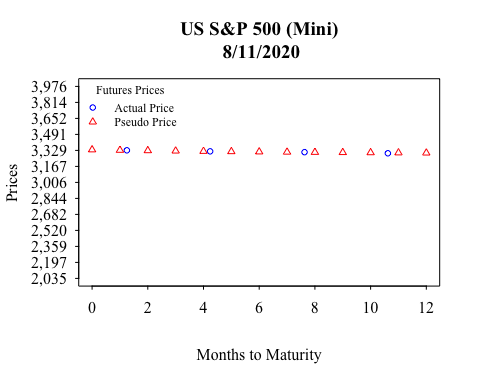 US S&P 500 (Mini)
8/11/2020
Futures Prices
Actual Price
Pseudo Price
Prices
3,976
3,814
3,652
3,491
3,329
3,167
3,006
2,844
2,682
2,520
2,359
2,197
2,035
0 2 4 6 8 10 12
Months to Maturity